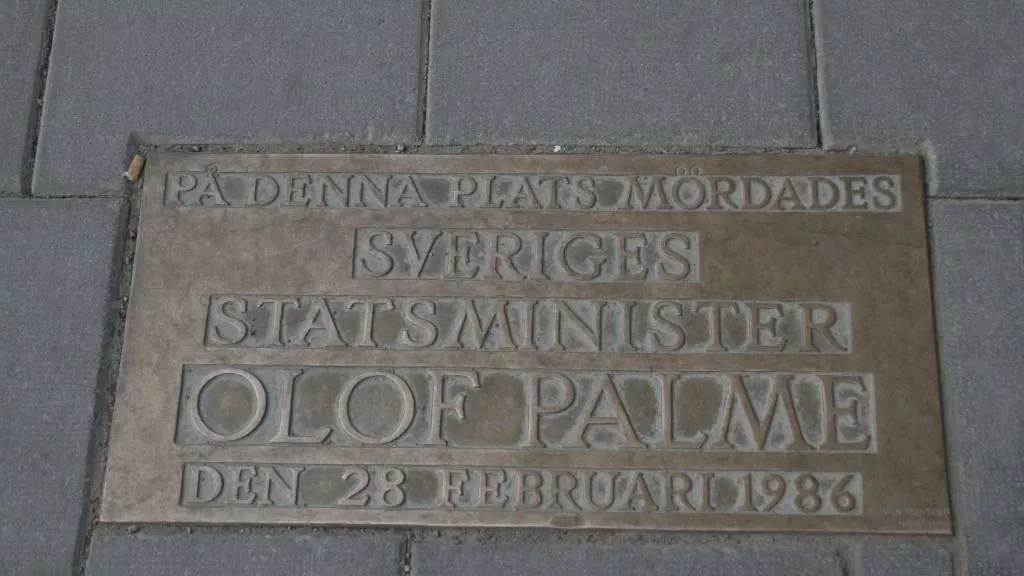 PÅ DENNA PLATS MÖRDADES
SVERIGES
STATSMINISTER
OLOF PALME
DEN 28 FEBRUARI 1986